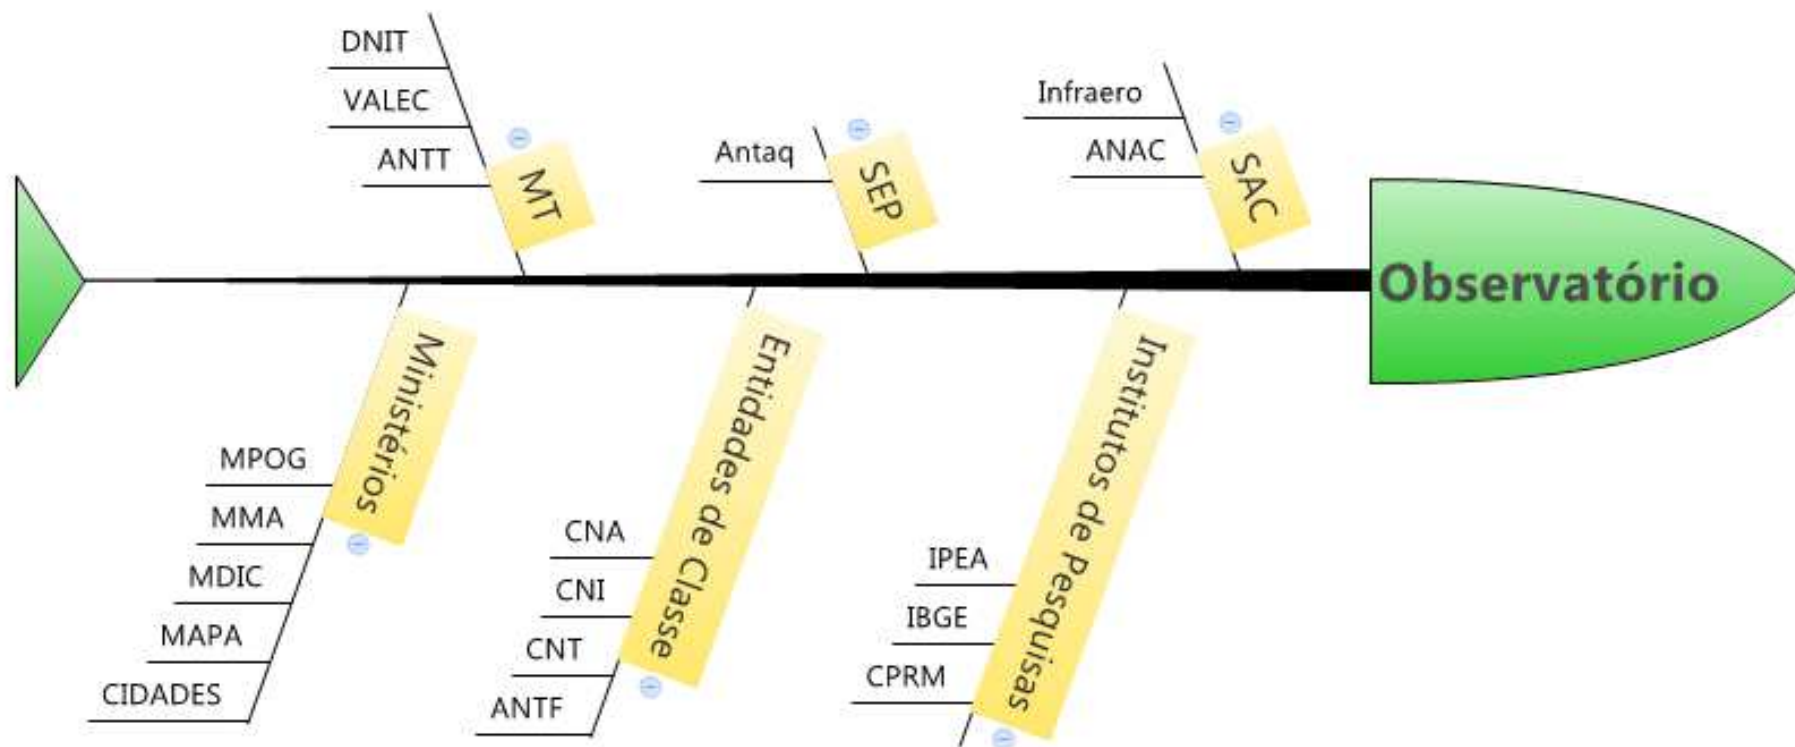 DNIT
VALEC
ANTT
MT
Antaq
SEP
Infraero
ANAC
SAC
Observatório
Ministérios
MPOG
MMA
MDIC
MAPA
CIDADES
Entidades de Classe
CNA
CNI
CNT
ANTF
Institutos de Pesquisas
IPEA
IBGE
CPRM